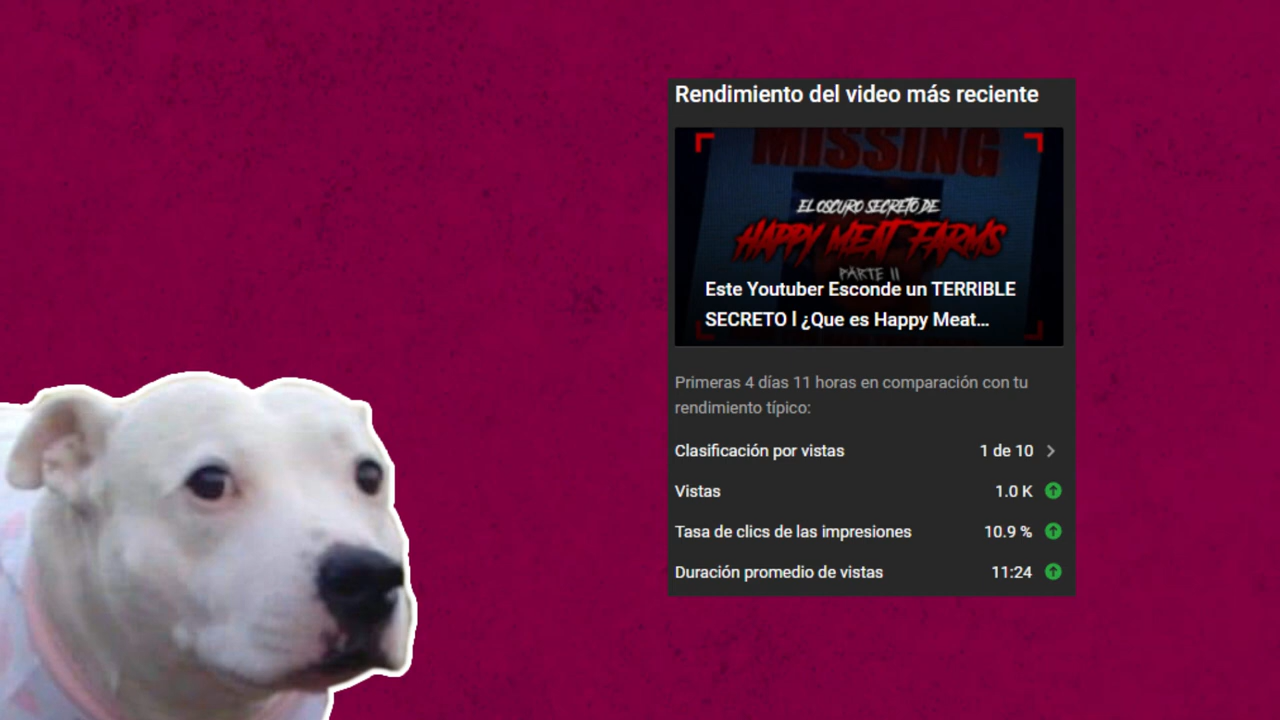 Rendimiento del video más reciente
MISSING
EL OSCURO SECRETO DE
HAPPY MEAT FARMS
PARTE II
Este Youtuber Esconde un TERRIBLE
SECRETO l ¿Que es Happy Meat...
Primeras 4 días 11 horas en comparación con tu
rendimiento típico:
Clasificación por vistas 1 de 10
Vistas 1.0 K
Tasa de clics de las impresiones 10.9 %
Duración promedio de vistas 11:24